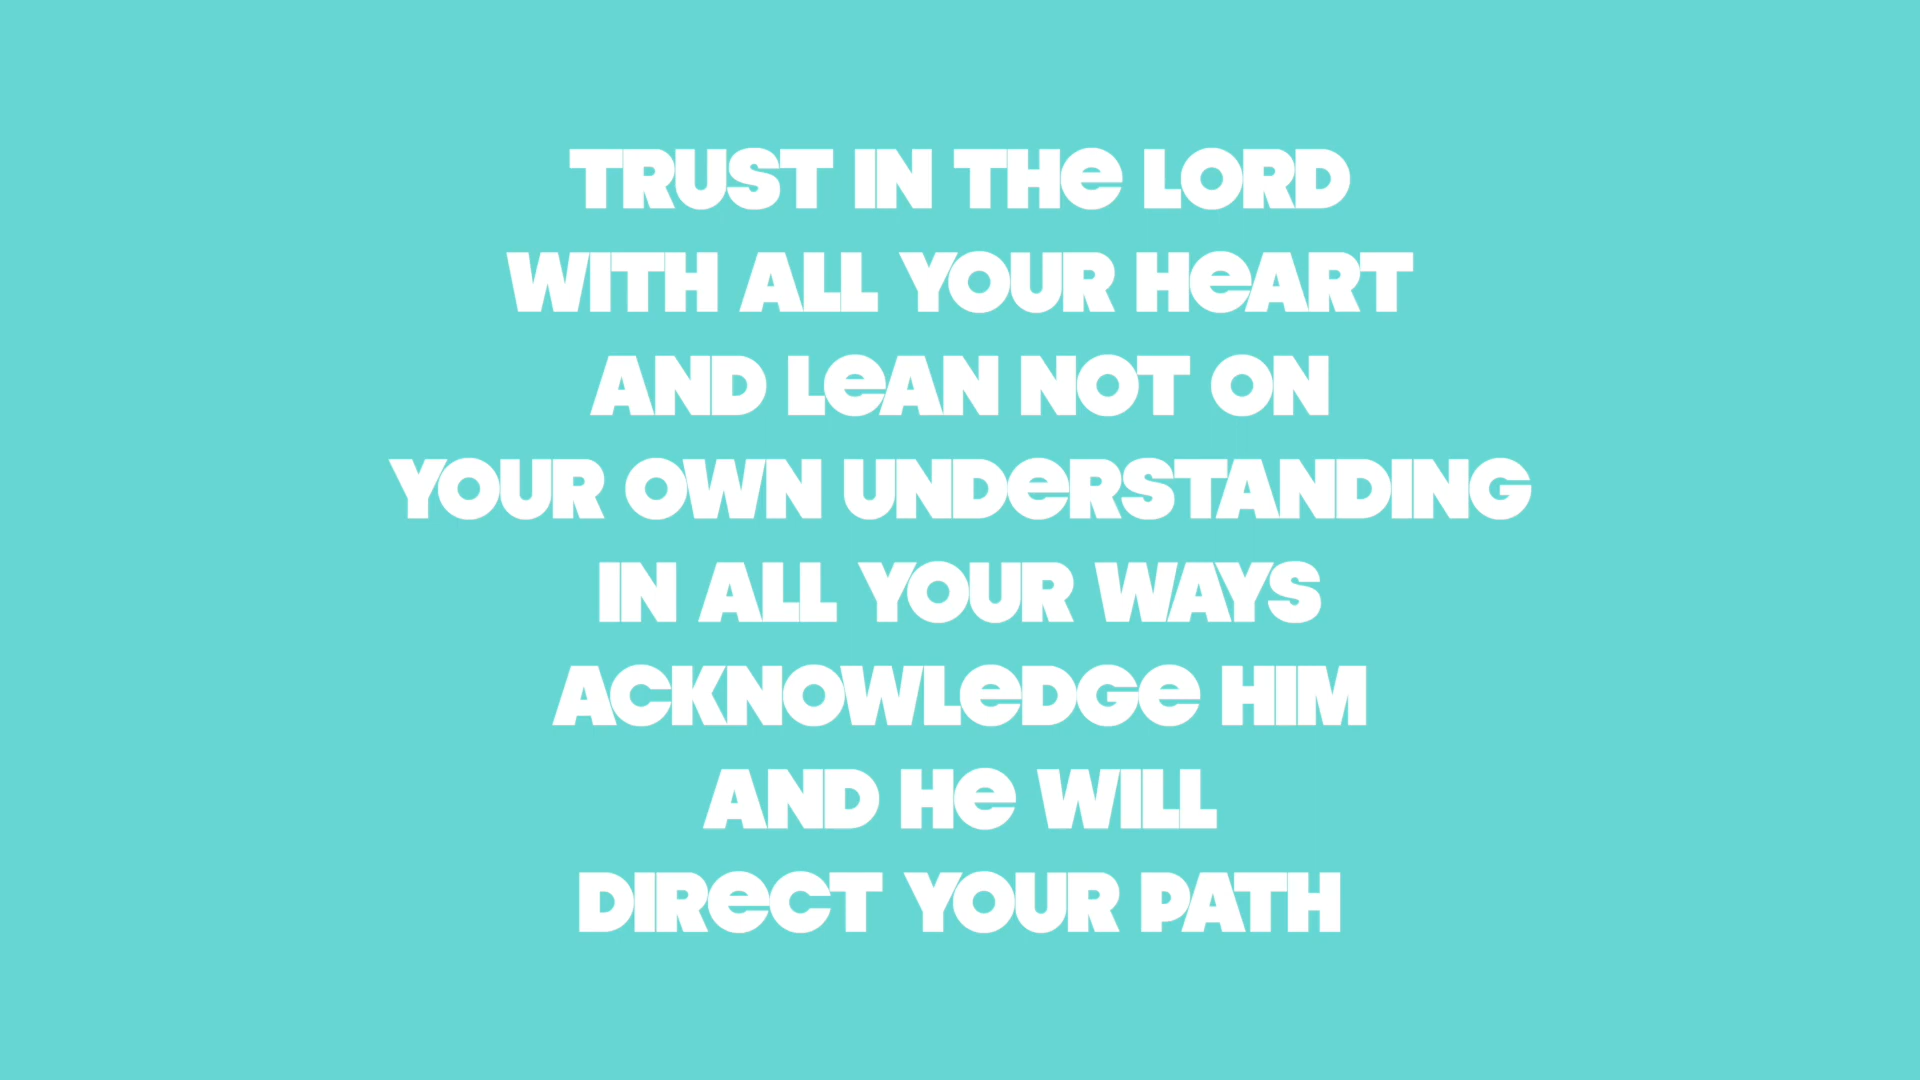 TRUST IN THe LORD
WITH ALL YOUR HeART
AND LeAN NOT ON
YOUR OWN UNDeRSTANDING
IN ALL YOUR WAYS
ACKNOWLeDGe HIM
AND He WILL
DIReCT YOUR PATH